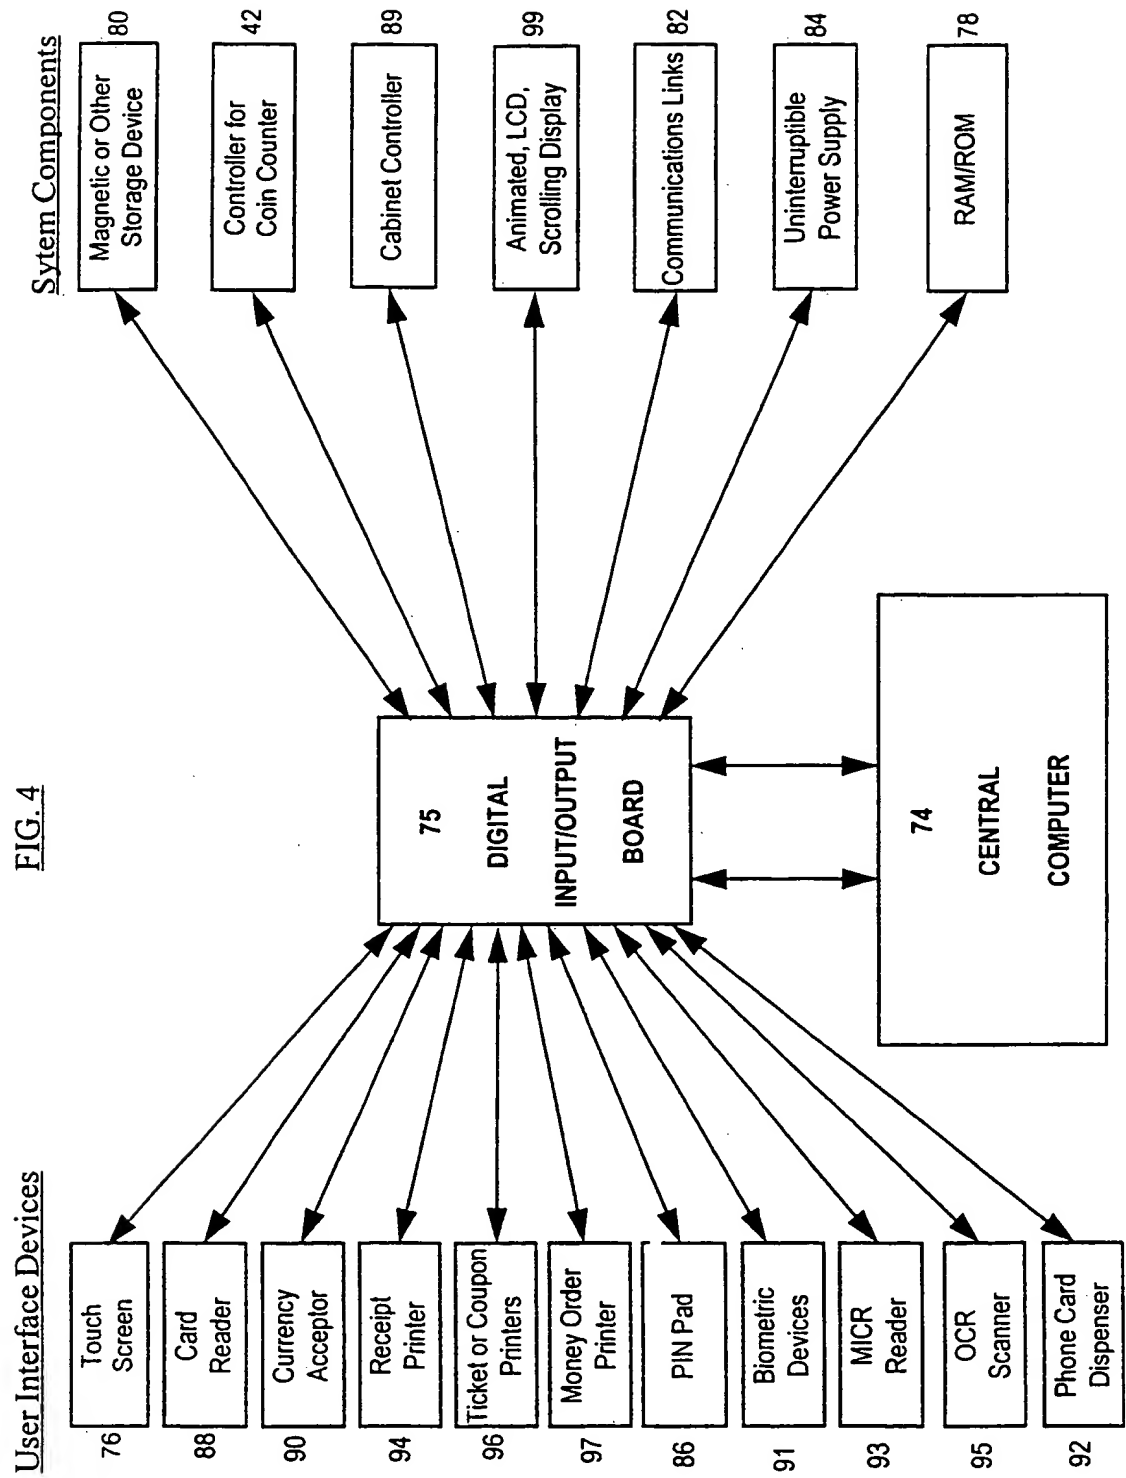 FIG. 4
User Interface Devices
76
Touch
Screen
88
Card
Reader
90
Currency
Acceptor
94
Receipt
Printer
96
Ticket or Coupon
Printers
97
Money Order
Printer
86
PIN Pad
91
Biometric
Devices
93
MICR
Reader
95
OCR
Scanner
92
Phone Card
Dispenser
75
DIGITAL
INPUT/OUTPUT
BOARD
74
CENTRAL
COMPUTER
Sytem Components
Magnetic or Other
Storage Device
80
Controller for
Coin Counter
42
Cabinet Controller
89
Animated, LCD,
Scrolling Display
99
Communications Links
82
Uninterruptible
Power Supply
84
RAM/ROM
78